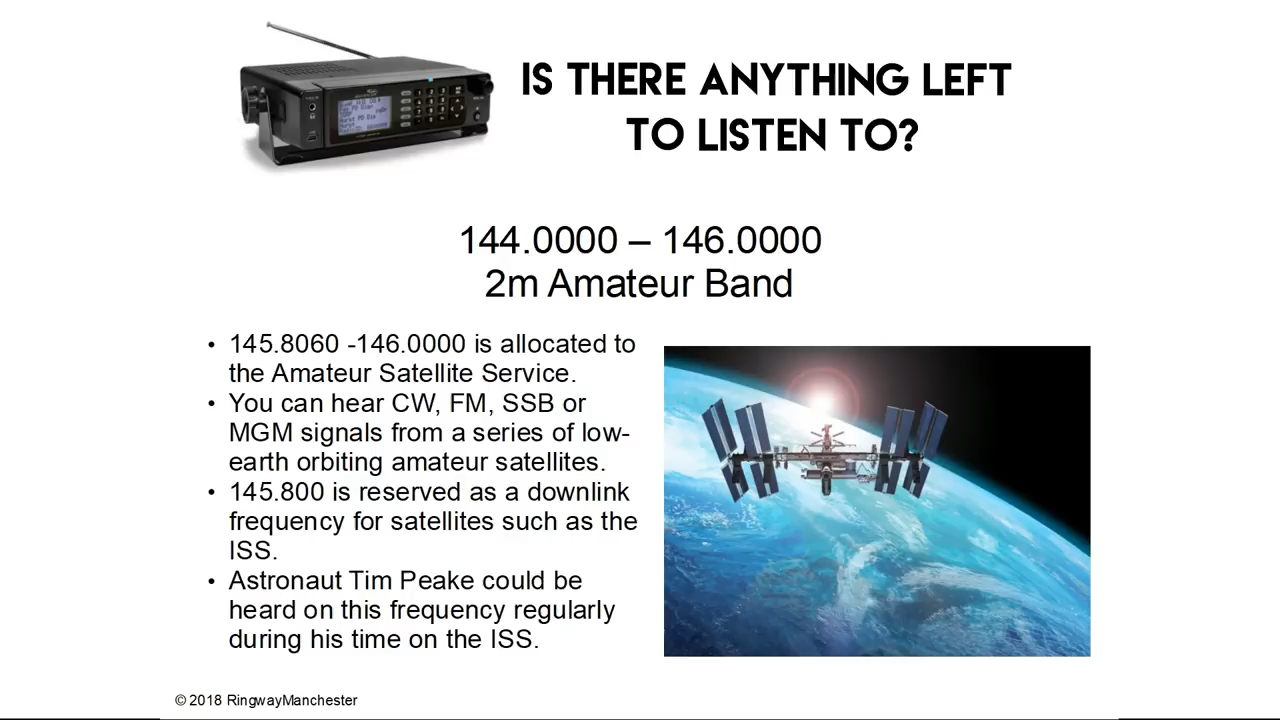 IS THERE ANYTHING LEFT
TO LISTEN TO?
144.0000 – 146.0000
2m Amateur Band
• 145.8060 -146.0000 is allocated to
the Amateur Satellite Service.
• You can hear CW, FM, SSB or
MGM signals from a series of low-
earth orbiting amateur satellites.
• 145.800 is reserved as a downlink
frequency for satellites such as the
ISS.
• Astronaut Tim Peake could be
heard on this frequency regularly
during his time on the ISS.
© 2018 RingwayManchester